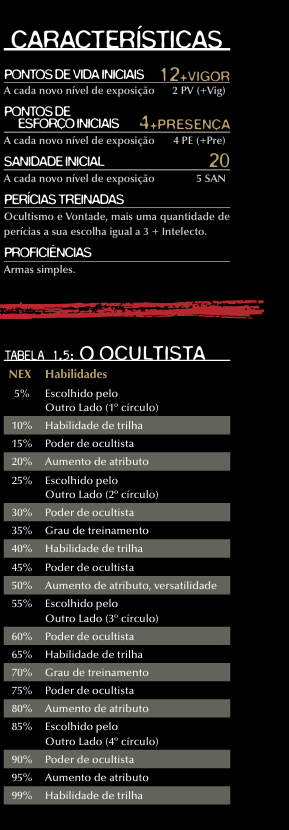 CARACTERÍSTICAS
PONTOS DE VIDA INICIAIS 12+VIGOR
A cada novo nível de exposição 2 PV (+Vig)
PONTOS DE
ESFORÇO INICIAIS 4+PRESENÇA
A cada novo nível de exposição 4 PE (+Pre)
SANIDADE INICIAL 20
A cada novo nível de exposição 5 SAN
PERÍCIAS TREINADAS
Ocultismo e Vontade, mais uma quantidade de
perícias a sua escolha igual a 3 + Intelecto.
PROFICIÊNCIAS
Armas simples.
TABELA 1.5: O OCULTISTA
NEX Habilidades
5% Escolhido pelo
Outro Lado (1º círculo)
10% Habilidade de trilha
15% Poder de ocultista
20% Aumento de atributo
25% Escolhido pelo
Outro Lado (2º círculo)
30% Poder de ocultista
35% Grau de treinamento
40% Habilidade de trilha
45% Poder de ocultista
50% Aumento de atributo, versatilidade
55% Escolhido pelo
Outro Lado (3º círculo)
60% Poder de ocultista
65% Habilidade de trilha
70% Grau de treinamento
75% Poder de ocultista
80% Aumento de atributo
85% Escolhido pelo
Outro Lado (4º círculo)
90% Poder de ocultista
95% Aumento de atributo
99% Habilidade de trilha